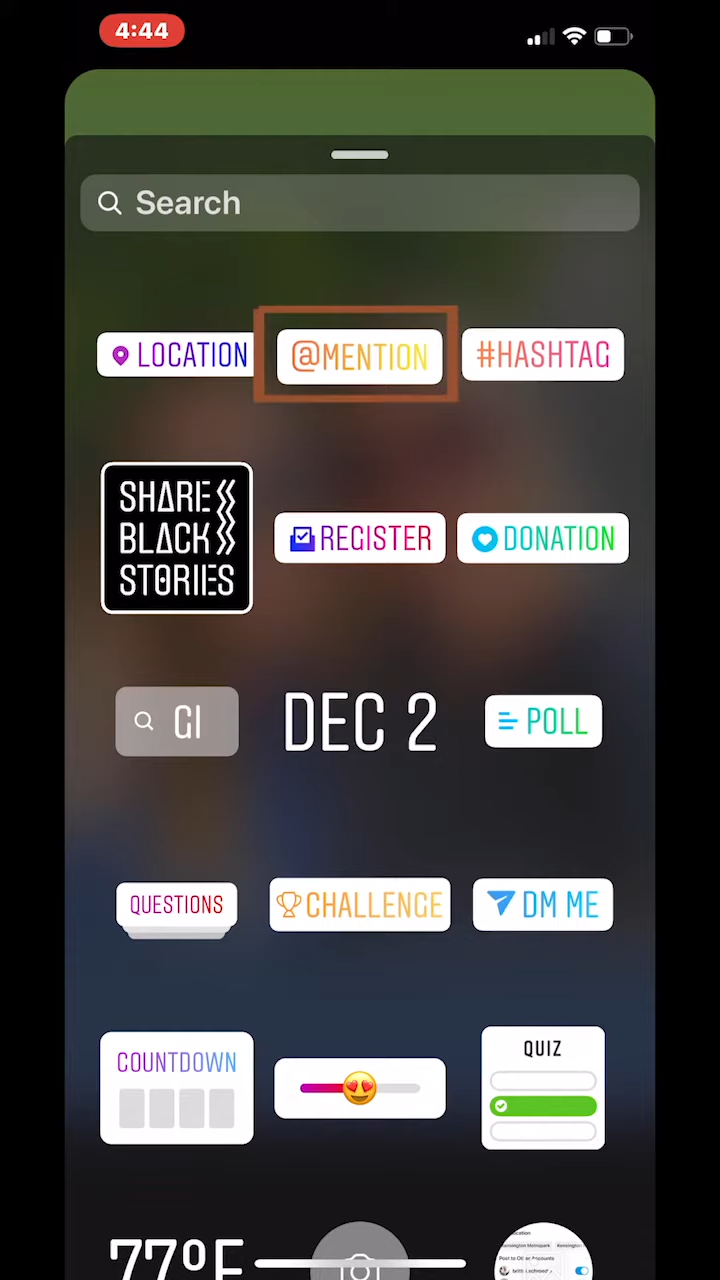 4:44
Search
LOCATION
@MENTION
#HASHTAG
SHARE
BLACK
STORIES
REGISTER
DONATION
GI
DEC 2
POLL
QUESTIONS
CHALLENGE
DM ME
COUNTDOWN
QUIZ
77°F